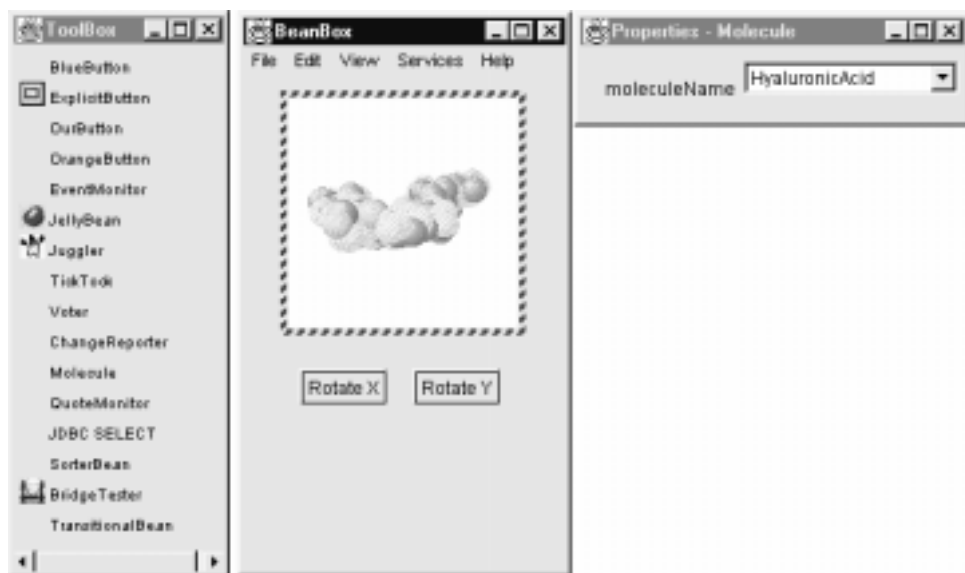 ToolBox
BlueButton
ExplicitButton
OurButton
OrangeButton
EventMonitor
JellyBean
Juggler
TickTock
Voter
ChangeReporter
Molecule
QuoteMonitor
JDBC SELECT
SorterBean
BridgeTester
TransitionalBean
BeanBox
File Edit View Services Help
Rotate X Rotate Y
Properties - Molecule
moleculeName HyaluronicAcid